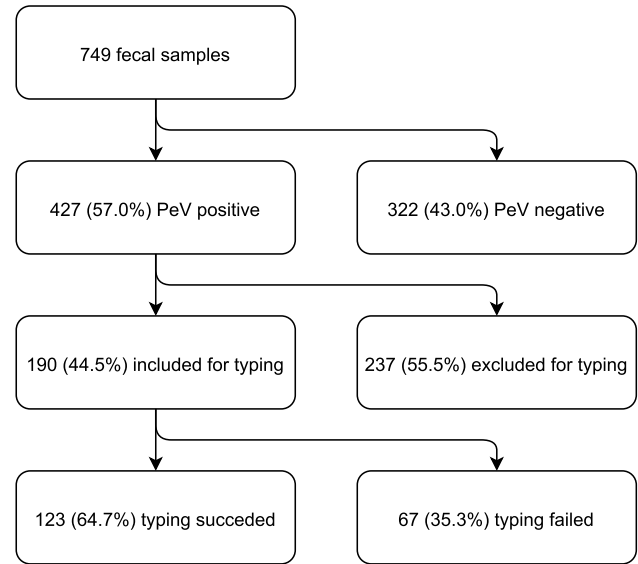 749 fecal samples
427 (57.0%) PeV positive
322 (43.0%) PeV negative
190 (44.5%) included for typing
237 (55.5%) excluded for typing
123 (64.7%) typing succeded
67 (35.3%) typing failed